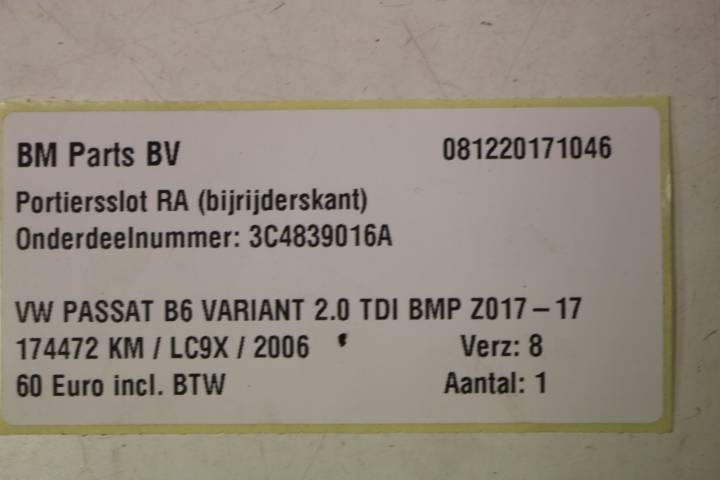 BM Parts BV 081220171046
Portiersslot RA (bijrijderskant)
Onderdeelnummer: 3C4839016A
VW PASSAT B6 VARIANT 2.0 TDI BMP Z017-17
174472 KM / LC9X / 2006 Verz: 8
60 Euro incl. BTW Aantal: 1